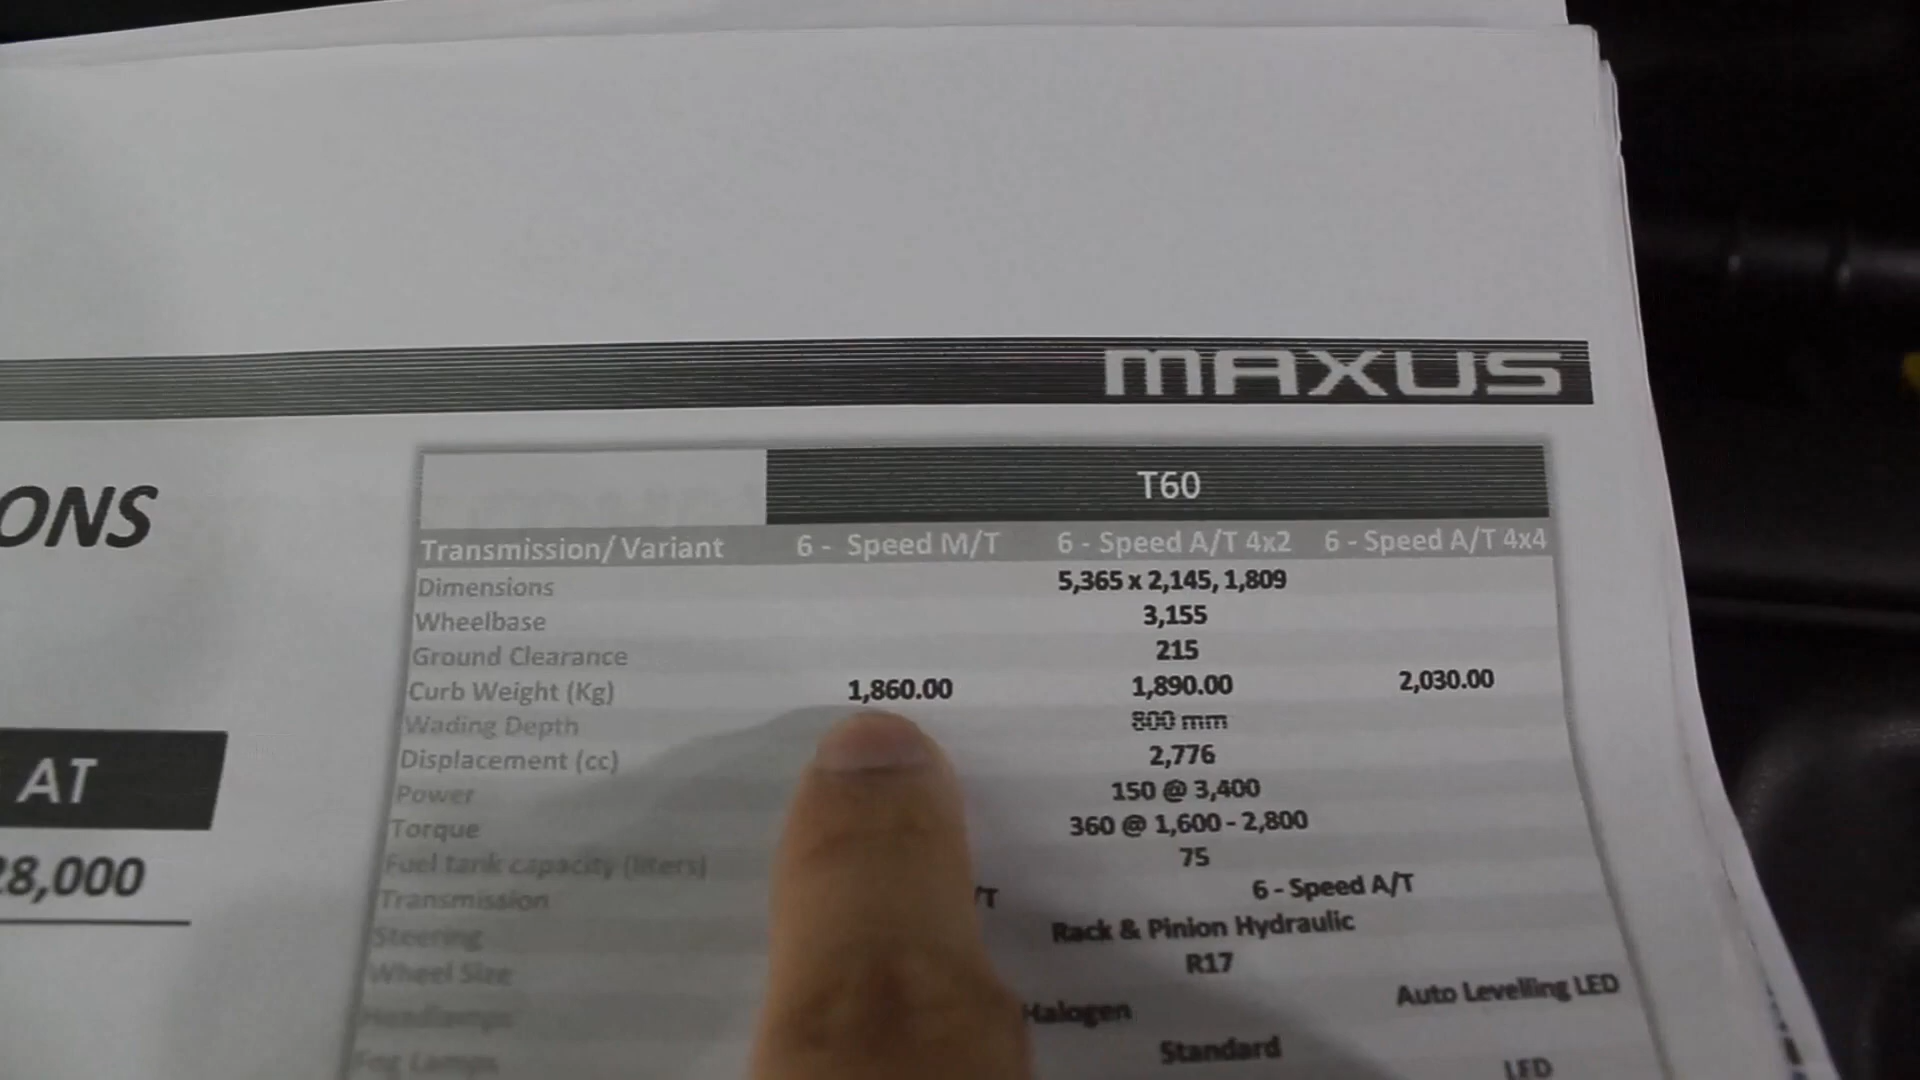 MAXUS
ONS
T60
Transmission/Variant 6 - Speed M/T 6 - Speed A/T 4x2 6 - Speed A/T 4x4
Dimensions 5,365 x 2,145, 1,809
Wheelbase 3,155
Ground Clearance 215
Curb Weight (Kg) 1,860.00 1,890.00 2,030.00
Wading Depth 800 mm
AT
Displacement (cc) 2,776
Power 150 @ 3,400
Torque 360 @ 1,600 - 2,800
28,000
Fuel tank capacity (liters) 75
Transmission /T 6 - Speed A/T
Steering Rack & Pinion Hydraulic
Wheel Size R17
Headlamps Halogen Auto Levelling LED
Fog Lamps Standard LED